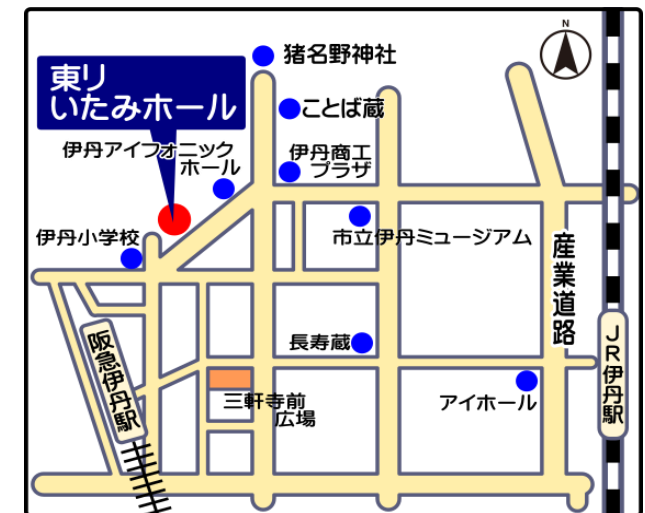 N
猪名野神社
東リ
いたみホール
ことば蔵
伊丹アイフォニック
ホール
伊丹商工
プラザ
伊丹小学校
市立伊丹ミュージアム
産業道路
JR伊丹駅
阪急伊丹駅
長寿蔵
アイホール
三軒寺前
広場